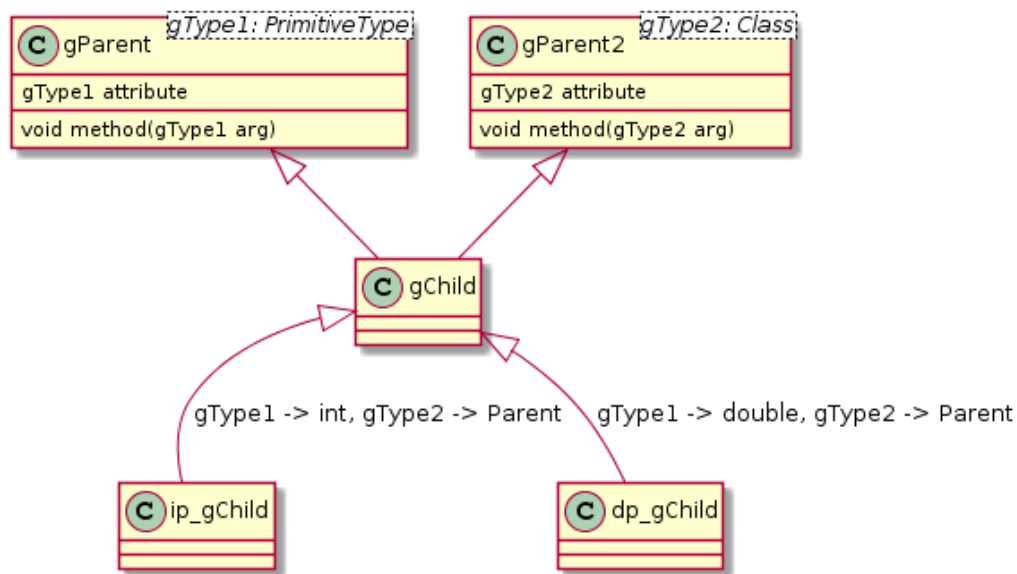 gType1: PrimitiveType
C gParent
gType1 attribute
void method(gType1 arg)
gType2: Class
C gParent2
gType2 attribute
void method(gType2 arg)
C gChild
gType1 -> int, gType2 -> Parent
gType1 -> double, gType2 -> Parent
C ip_gChild
C dp_gChild